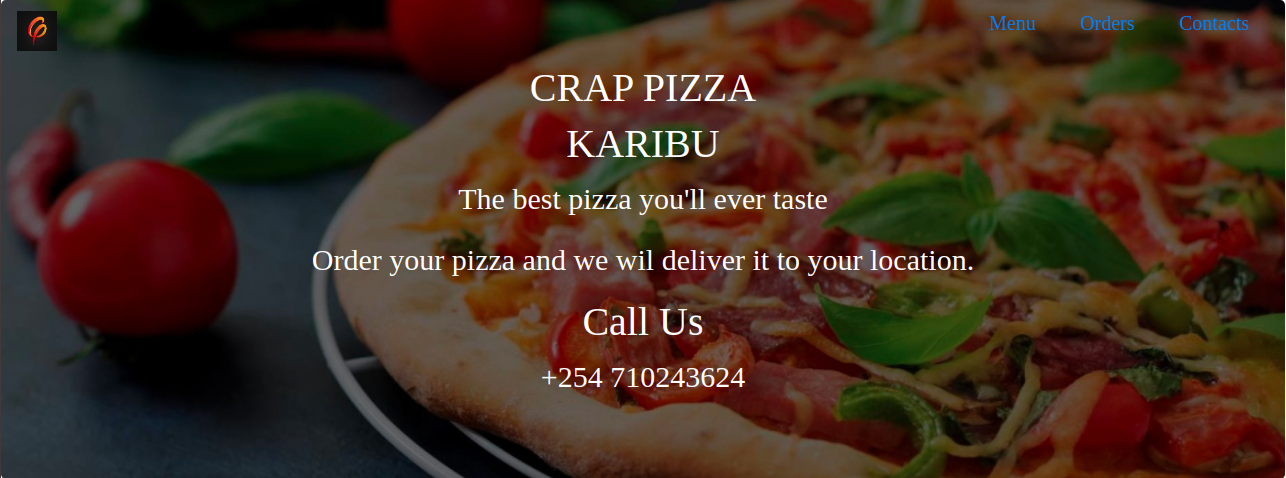 Menu Orders Contacts
CRAP PIZZA
KARIBU
The best pizza you'll ever taste
Order your pizza and we wil deliver it to your location.
Call Us
+254 710243624